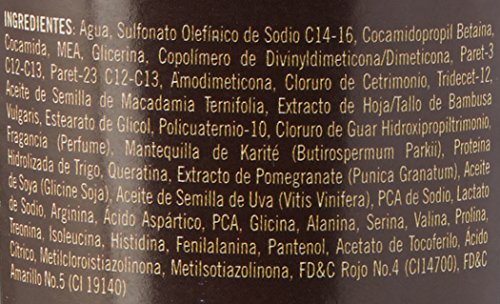 INGREDIENTES: Agua, Sulfonato Olefínico de Sodio C14-16, Cocamidopropil Betaina,
Cocamida, MEA, Glicerina, Copolímero de Divinyldimeticona/Dimeticona, Paret-3
C12-C13, Paret-23 C12-C13, Amodimeticona, Cloruro de Cetrimonio, Tridecet-12
Aceite de Semilla de Macadamia Ternifolia, Extracto de Hoja/Tallo de Bambusa
Vulgaris, Estearato de Glicol, Policuaternio-10, Cloruro de Guar Hidroxipropiltrimonio,
Fragancia (Perfume), Mantequilla de Karité (Butirospermum Parkii), Proteína
Hidrolizada de Trigo, Queratina, Extracto de Pomegranate (Punica Granatum), Aceite
de Soya (Glicine Soja), Aceite de Semilla de Uva (Vitis Vinifera), PCA de Sodio, Lactato
de Sodio, Arginina, Ácido Aspártico, PCA, Glicina, Alanina, Serina, Valina, Prolina,
Treonina, Isoleucina, Histidina, Fenilalanina, Pantenol, Acetato de Tocoferilo, Ácido
Cítrico, Metilcloroistiazolinona, Metilsotiazolinona, FD&C Rojo No.4 (CI14700), FD&C
Amarillo No.5 (CI 19140)